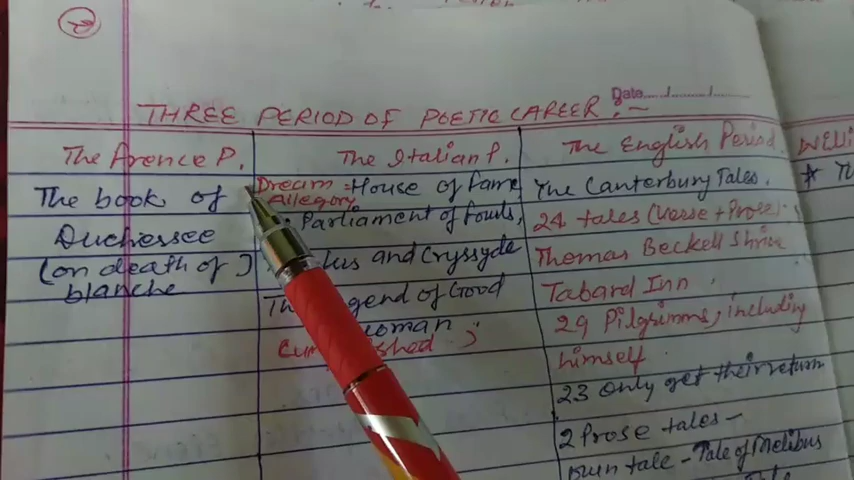 Date....../......../........
THREE PERIOD OF POETIC CAREER :~
The frence P.
The book of
Duchessee
(on death of )
blanche
The Italian P.
Dream = House of Fame
Allegory
Parliament of fouls,
and Cryssyde
of Good
woman
The English Period.
The Canterbury Tales.
24 tales (Verse + Prose).
Thomas Beckell Shrine
Tabard Inn .
29 Pilgrimms, including
himself.
23 only get their return
2 Prose tales -
own tale - Tale of Melibus